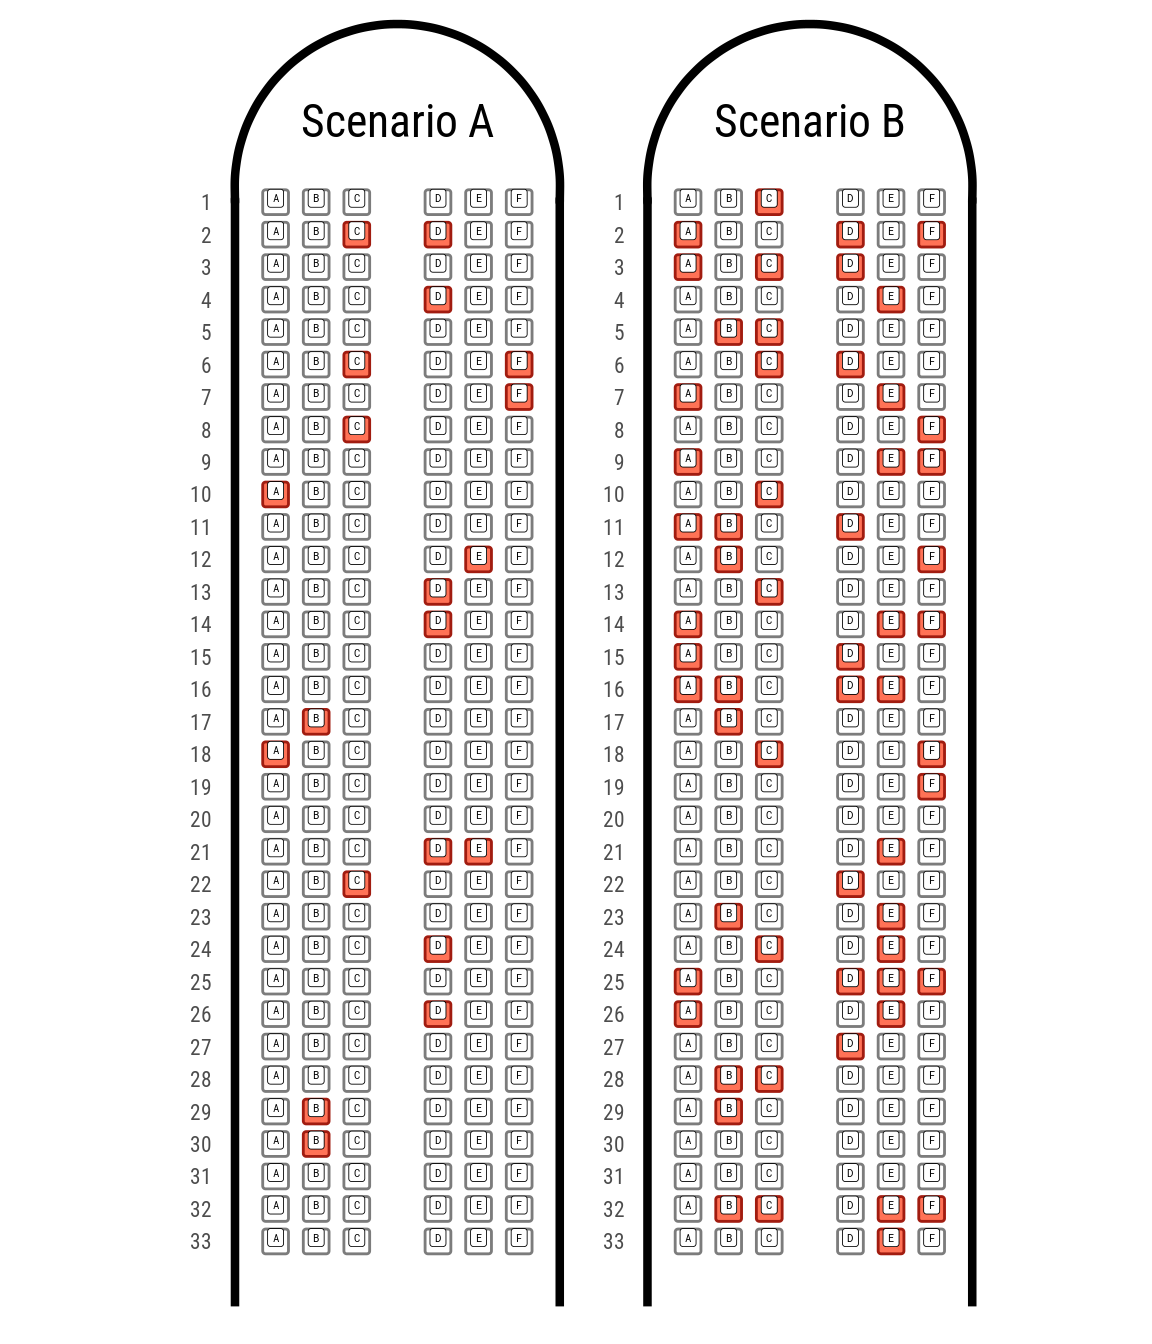 Scenario A Scenario B
1 A B C D E F 1 A B C D E F
2 A B C D E F 2 A B C D E F
3 A B C D E F 3 A B C D E F
4 A B C D E F 4 A B C D E F
5 A B C D E F 5 A B C D E F
6 A B C D E F 6 A B C D E F
7 A B C D E F 7 A B C D E F
8 A B C D E F 8 A B C D E F
9 A B C D E F 9 A B C D E F
10 A B C D E F 10 A B C D E F
11 A B C D E F 11 A B C D E F
12 A B C D E F 12 A B C D E F
13 A B C D E F 13 A B C D E F
14 A B C D E F 14 A B C D E F
15 A B C D E F 15 A B C D E F
16 A B C D E F 16 A B C D E F
17 A B C D E F 17 A B C D E F
18 A B C D E F 18 A B C D E F
19 A B C D E F 19 A B C D E F
20 A B C D E F 20 A B C D E F
21 A B C D E F 21 A B C D E F
22 A B C D E F 22 A B C D E F
23 A B C D E F 23 A B C D E F
24 A B C D E F 24 A B C D E F
25 A B C D E F 25 A B C D E F
26 A B C D E F 26 A B C D E F
27 A B C D E F 27 A B C D E F
28 A B C D E F 28 A B C D E F
29 A B C D E F 29 A B C D E F
30 A B C D E F 30 A B C D E F
31 A B C D E F 31 A B C D E F
32 A B C D E F 32 A B C D E F
33 A B C D E F 33 A B C D E F